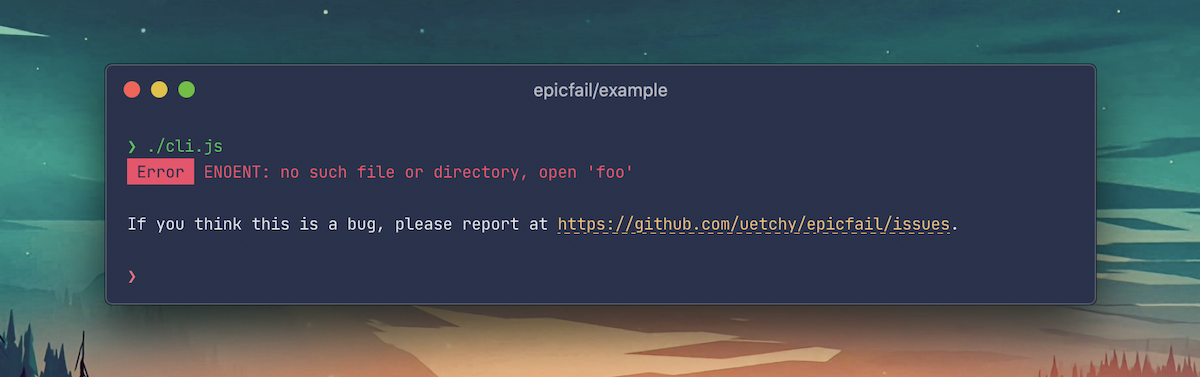 epicfail/example
❯ ./cli.js
Error ENOENT: no such file or directory, open 'foo'
If you think this is a bug, please report at https://github.com/uetchy/epicfail/issues.
❯